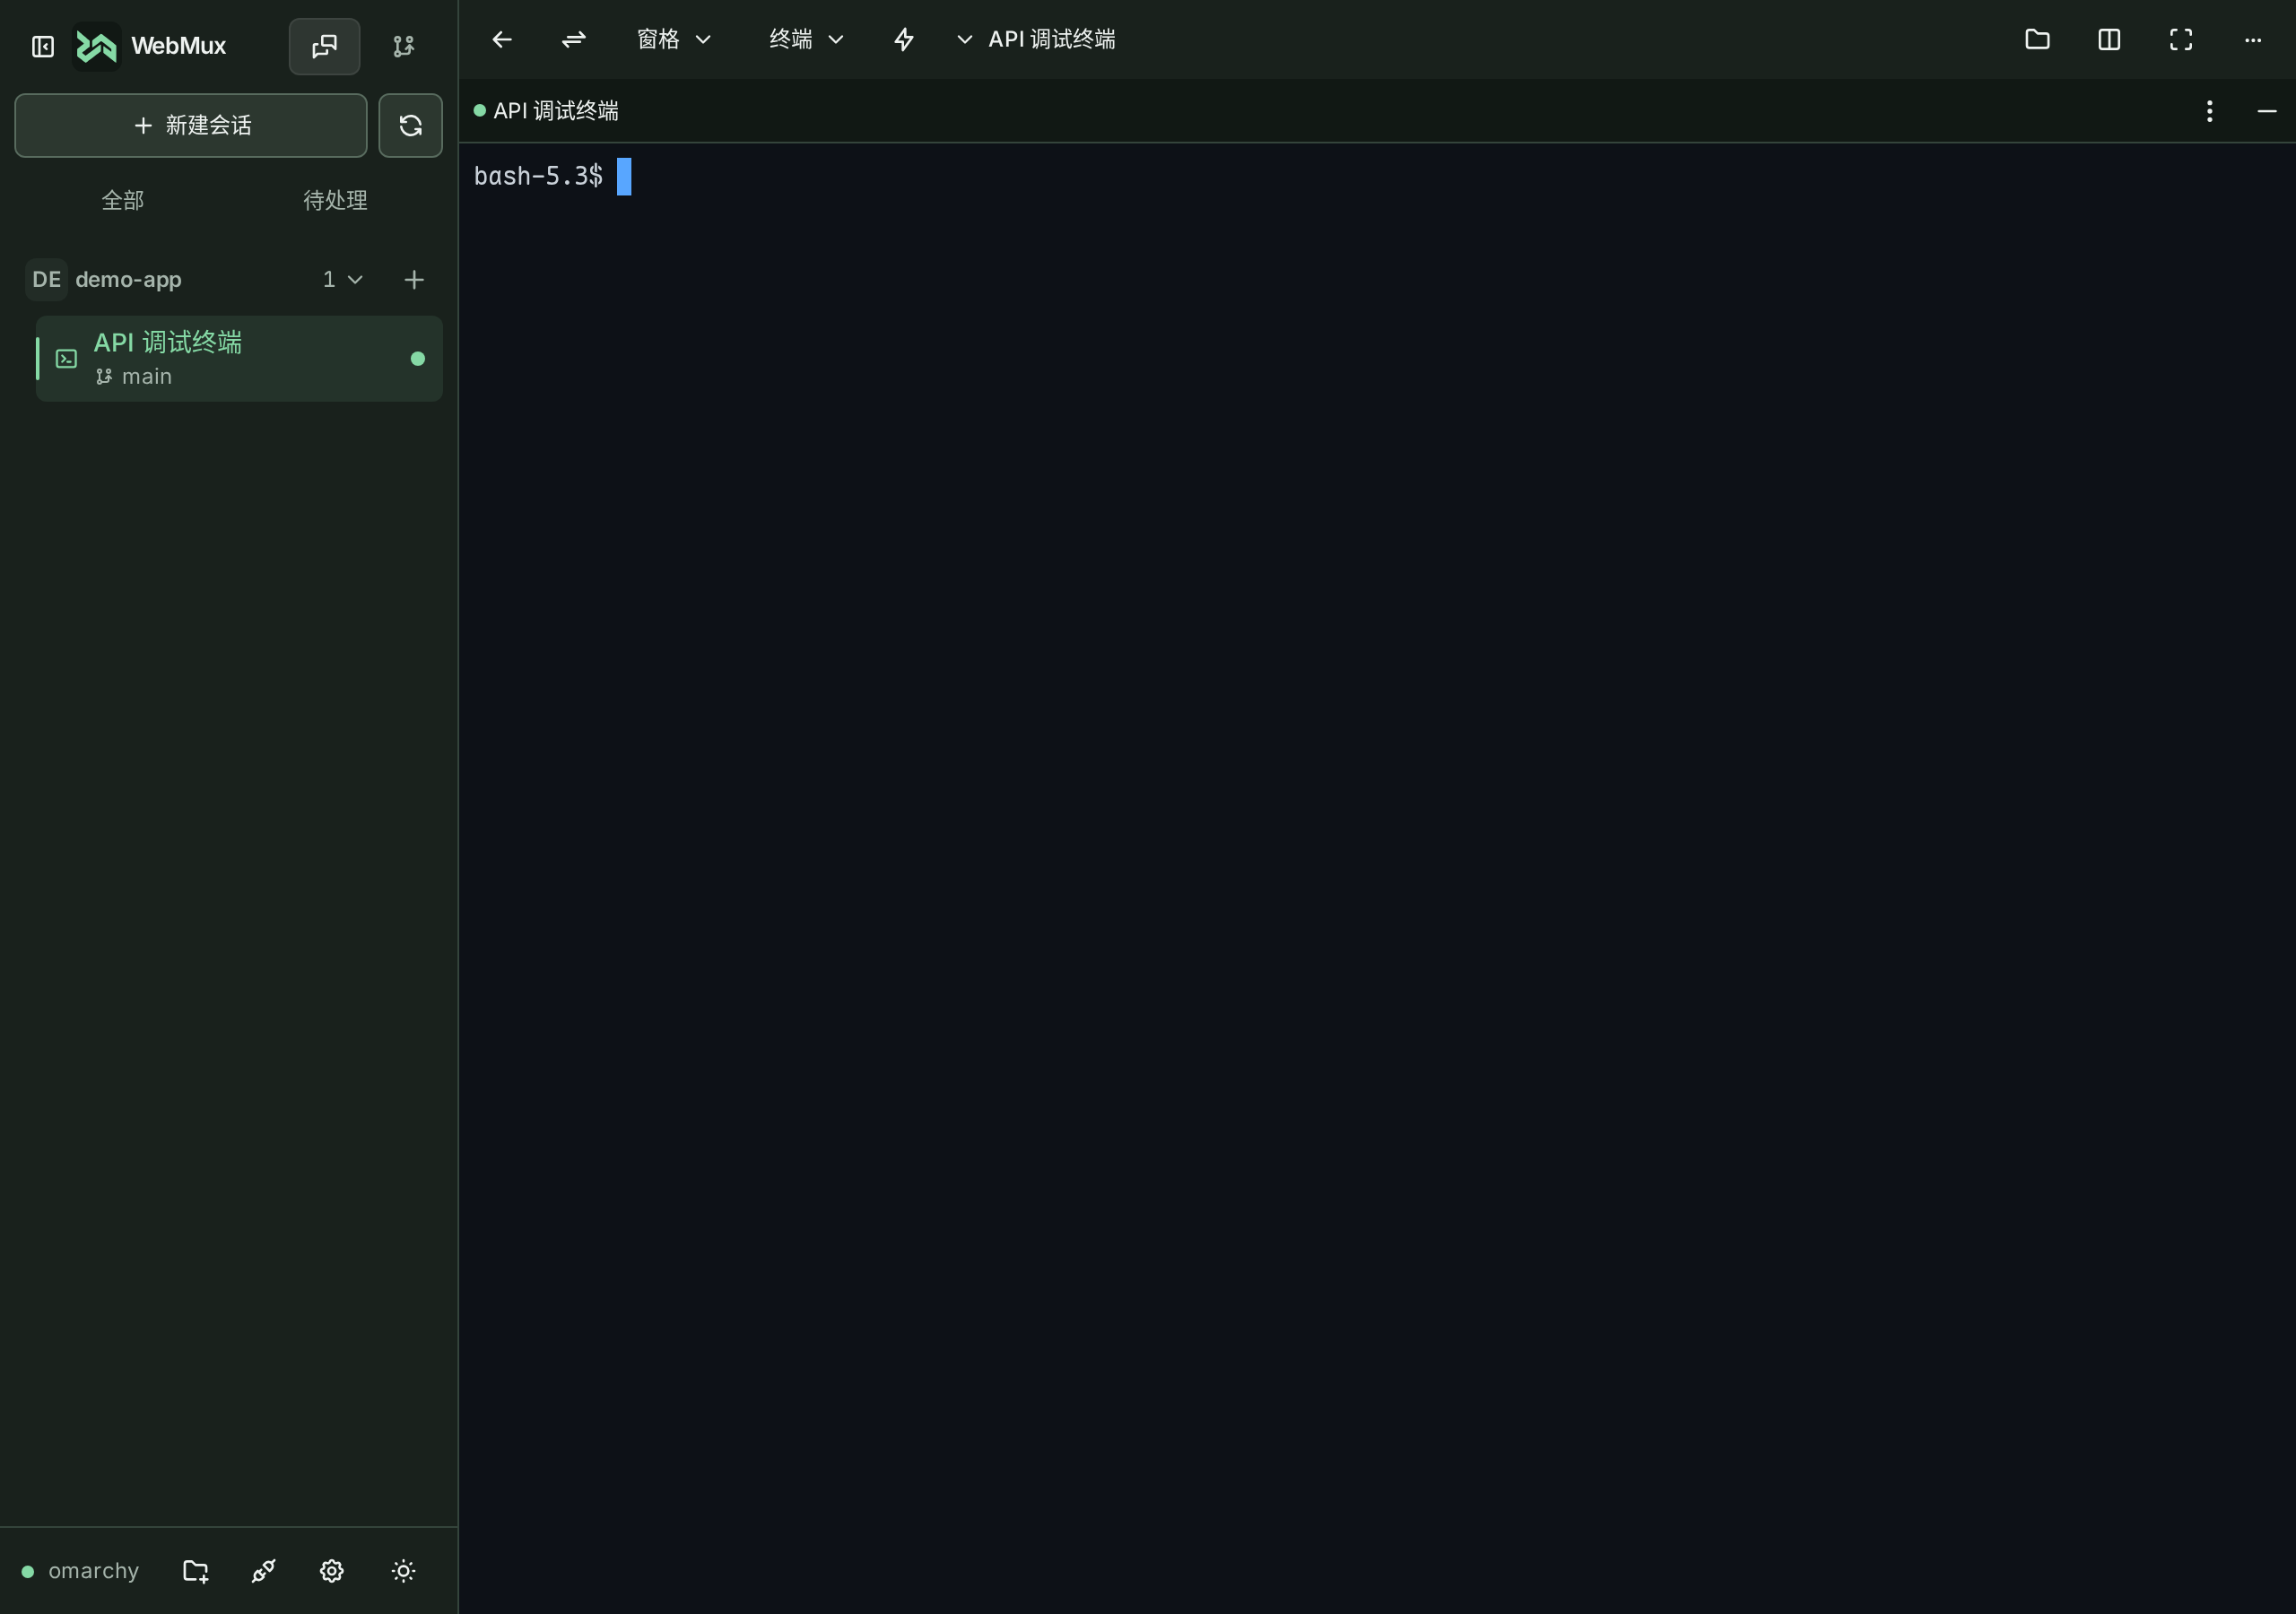 WebMux
新建会话
全部 待处理
DE demo-app 1
API 调试终端
main
omarchy
窗格 终端 API 调试终端
API 调试终端
bash-5.3$